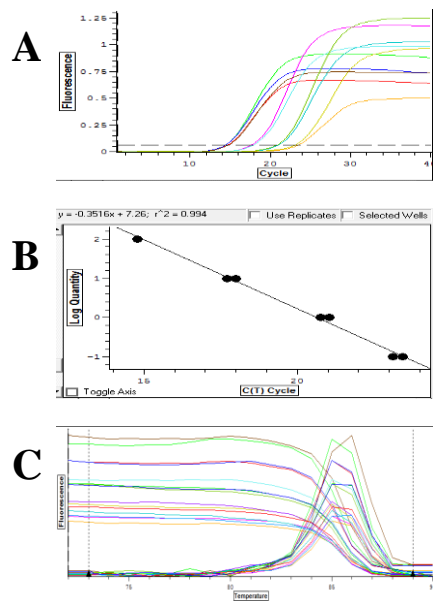 A
1.25
1
0.75
0.5
0.25
0
Fluorescence
10
20
30
40
Cycle
y = -0.3516x + 7.26; r^2 = 0.994
Use Replicates
Selected Wells
B
2
1
0
-1
Log Quantity
16
20
C(T) Cycle
Toggle Axis
C
Fluorescence
80
85
Temperature